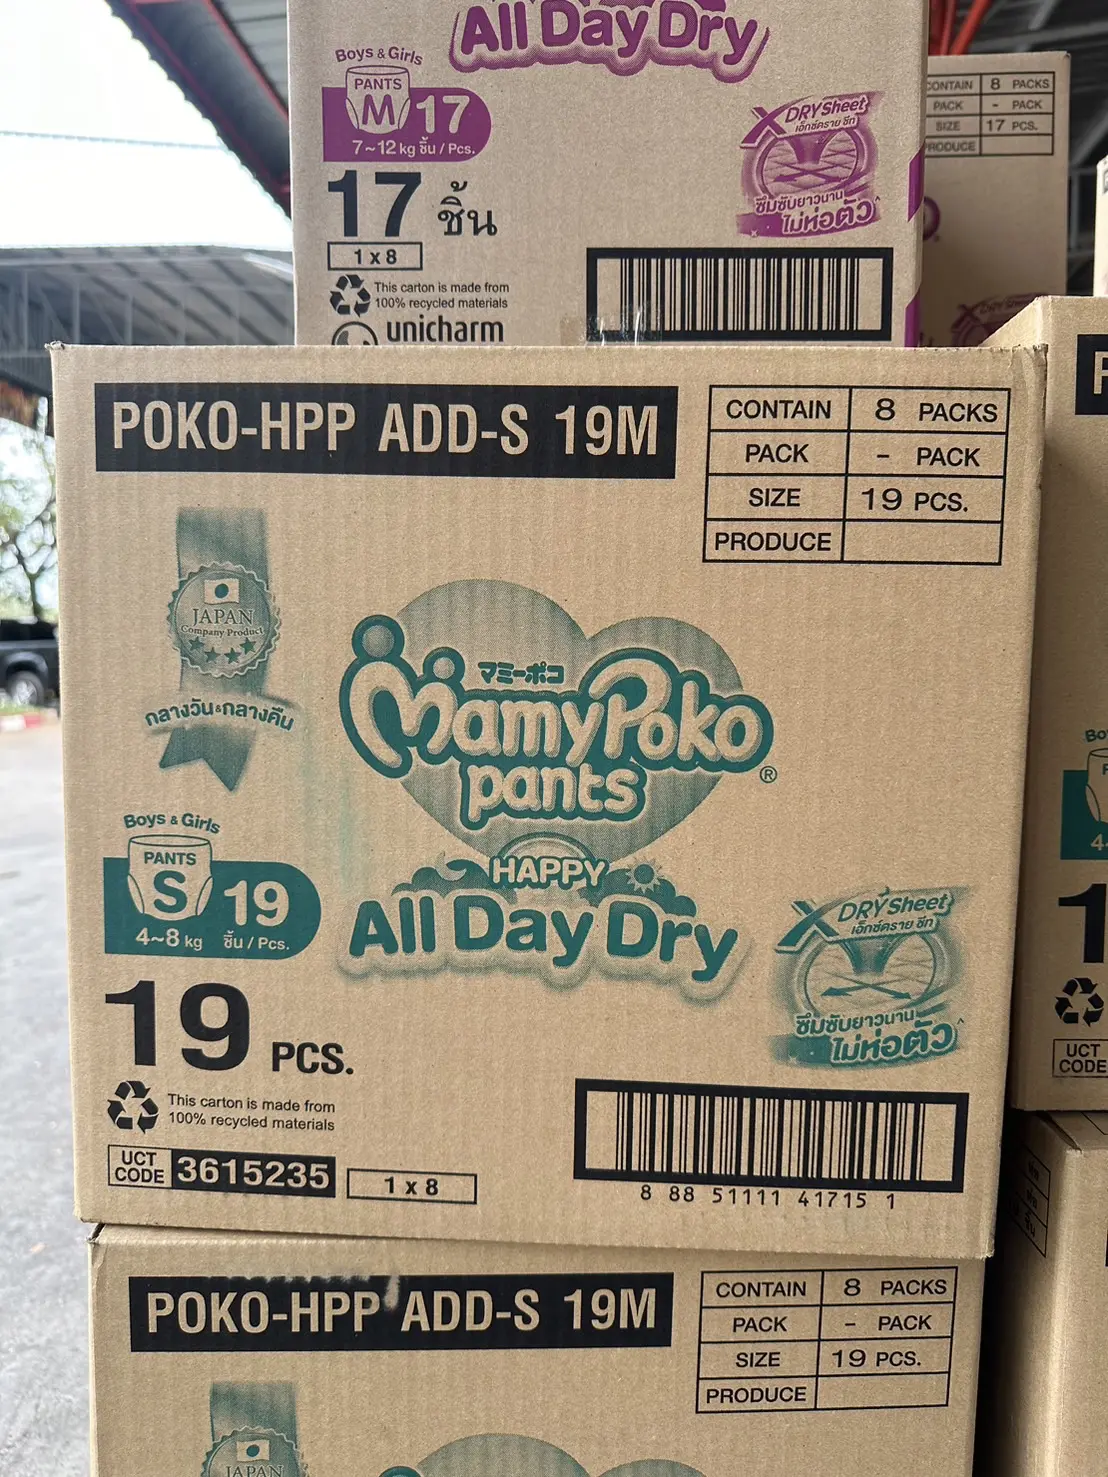 All Day Dry
Boys & Girls
PANTS
M 17
7~12 kg ชิ้น / Pcs.
17 ชิ้น
1 x 8
This carton is made from
100% recycled materials
unicharm
X DRY Sheet
เอ็กซ์ดราย ชีท
ซึมซับยาวนาน
ไม่ห่อตัว
CONTAIN 8 PACKS
PACK - PACK
SIZE 17 PCS.
PRODUCE
POKO-HPP ADD-S 19M
CONTAIN 8 PACKS
PACK - PACK
SIZE 19 PCS.
PRODUCE
JAPAN
Company Product
กลางวัน&กลางคืน
マミーポコ
MamyPoko
pants
®
HAPPY
All Day Dry
Boys & Girls
PANTS
S 19
4~8 kg ชิ้น / Pcs.
19 PCS.
This carton is made from
100% recycled materials
UCT
CODE 3615235
1 x 8
X DRY Sheet
เอ็กซ์ดราย ชีท
ซึมซับยาวนาน
ไม่ห่อตัว
8 88 51111 41715 1
UCT
CODE
POKO-HPP ADD-S 19M
CONTAIN 8 PACKS
PACK - PACK
SIZE 19 PCS.
PRODUCE
JAPAN